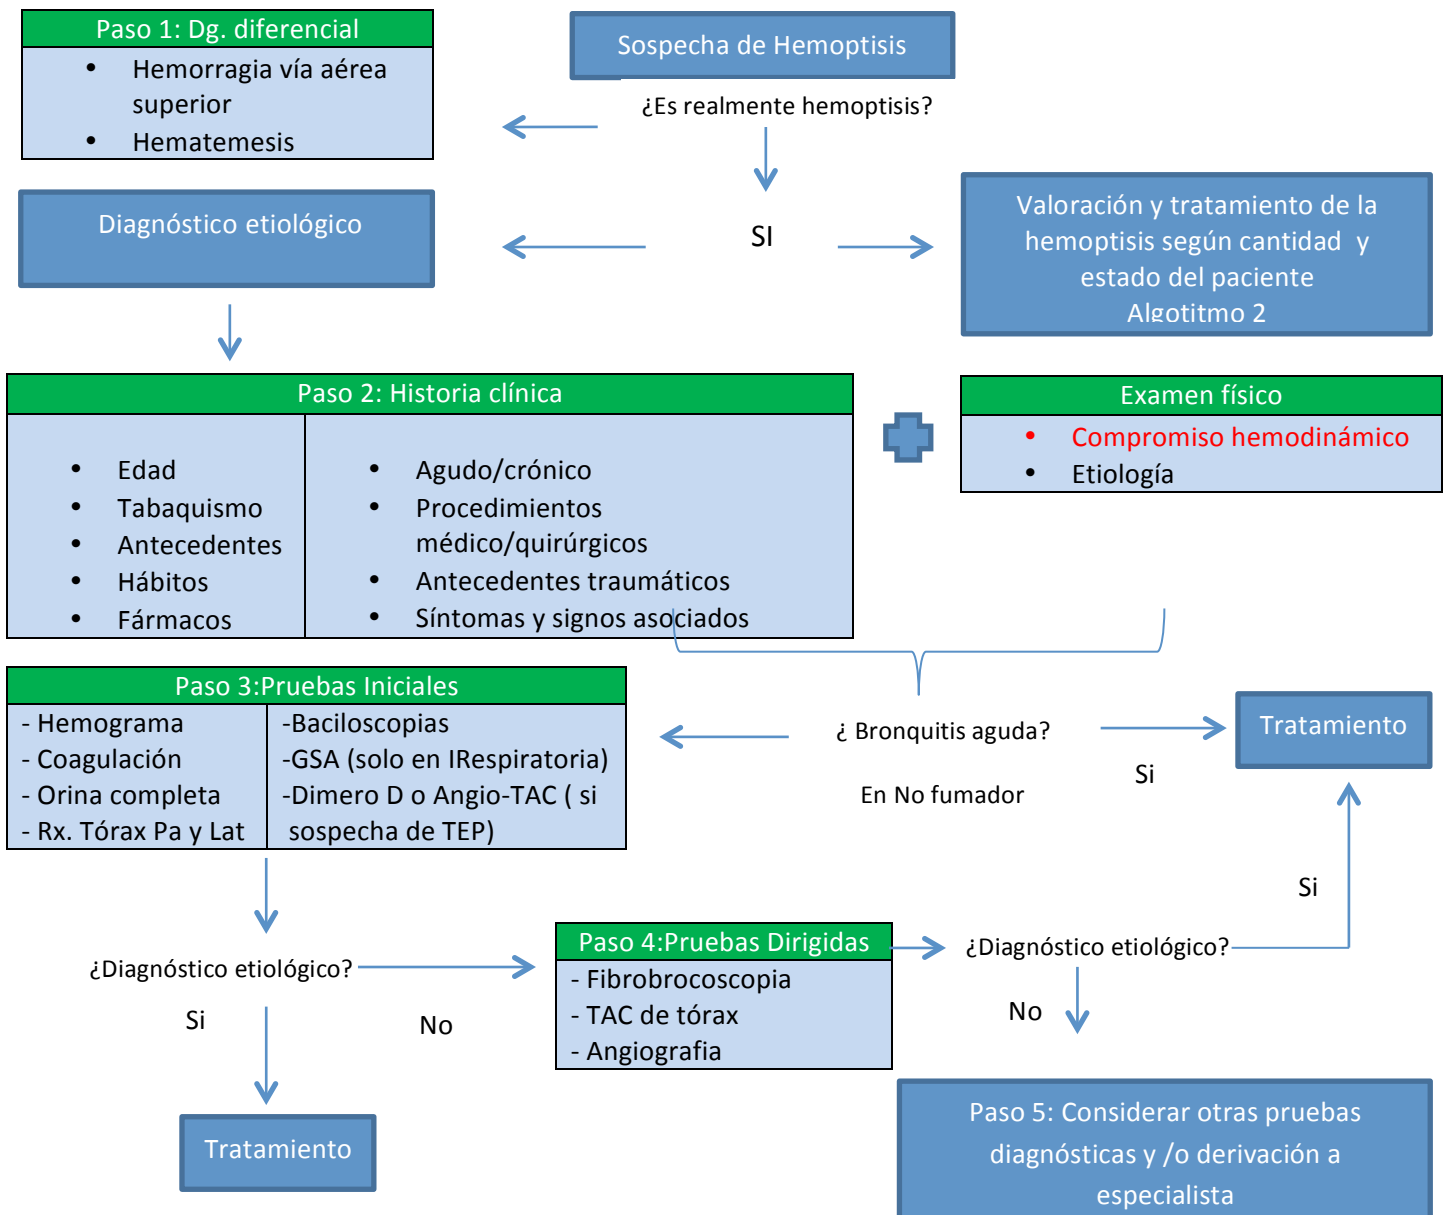 Paso 1: Dg. diferencial
• Hemorragia vía aérea
superior
• Hematemesis
Sospecha de Hemoptisis
¿Es realmente hemoptisis?
Diagnóstico etiológico
SI
Valoración y tratamiento de la
hemoptisis según cantidad y
estado del paciente
Algotitmo 2
Paso 2: Historia clínica
• Edad
• Tabaquismo
• Antecedentes
• Hábitos
• Fármacos
• Agudo/crónico
• Procedimientos
médico/quirúrgicos
• Antecedentes traumáticos
• Síntomas y signos asociados
Examen físico
• Compromiso hemodinámico
• Etiología
Paso 3:Pruebas Iniciales
- Hemograma
- Coagulación
- Orina completa
- Rx. Tórax Pa y Lat
-Baciloscopias
-GSA (solo en IRespiratoria)
-Dimero D o Angio-TAC ( si
sospecha de TEP)
¿ Bronquitis aguda?
En No fumador
Si
Tratamiento
¿Diagnóstico etiológico?
Si
No
Tratamiento
Paso 4:Pruebas Dirigidas
- Fibrobrocoscopia
- TAC de tórax
- Angiografia
¿Diagnóstico etiológico?
Si
No
Paso 5: Considerar otras pruebas
diagnósticas y /o derivación a
especialista